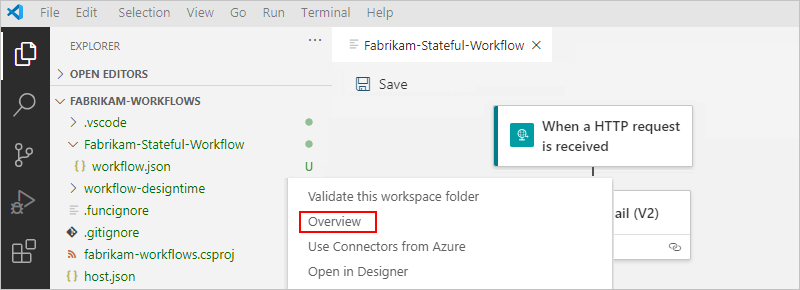 File Edit Selection View Go Run Terminal Help
EXPLORER
Fabrikam-Stateful-Workflow
OPEN EDITORS
Save
FABRIKAM-WORKFLOWS
.vscode
Fabrikam-Stateful-Workflow
workflow.json U
workflow-designtime
.funcignore
.gitignore
fabrikam-workflows.csproj
host.json
When a HTTP request
is received
ail (V2)
Validate this workspace folder
Overview
Use Connectors from Azure
Open in Designer